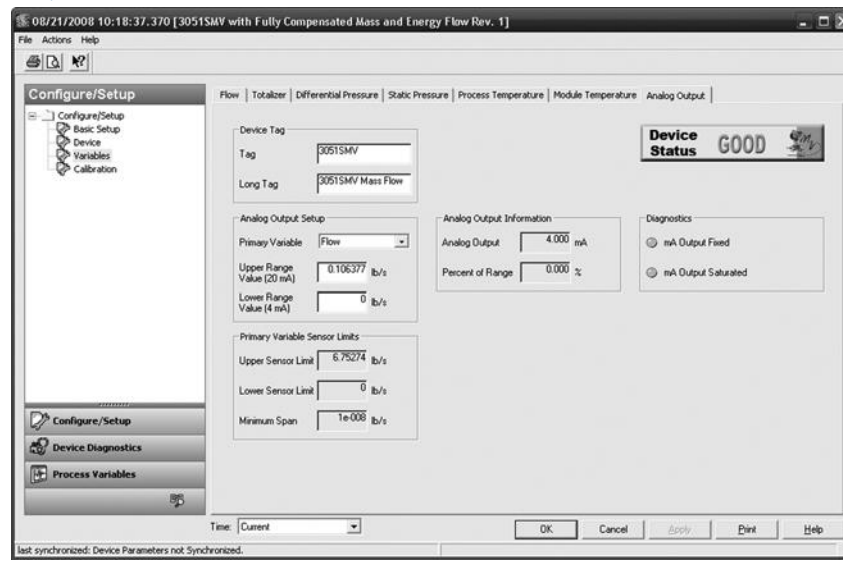 08/21/2008 10:18:37.370 [3051SMV with Fully Compensated Mass and Energy Flow Rev. 1]
File Actions Help
Configure/Setup
Configure/Setup
Basic Setup
Device
Variables
Calibration
Configure/Setup
Device Diagnostics
Process Variables
Flow Totalizer Differential Pressure Static Pressure Process Temperature Module Temperature Analog Output
Device Tag
Tag 3051SMV
Long Tag 3051SMV Mass Flow
Device Status GOOD
Analog Output Setup
Primary Variable Flow
Upper Range Value (20 mA) 0.106377 lb/s
Lower Range Value (4 mA) 0 lb/s
Analog Output Information
Analog Output 4.000 mA
Percent of Range 0.000 %
Diagnostics
mA Output Fixed
mA Output Saturated
Primary Variable Sensor Limits
Upper Sensor Limit 6.75274 lb/s
Lower Sensor Limit 0 lb/s
Minimum Span 1e-008 lb/s
Time: Current
OK Cancel Apply Print Help
last synchronized: Device Parameters not Synchronized.